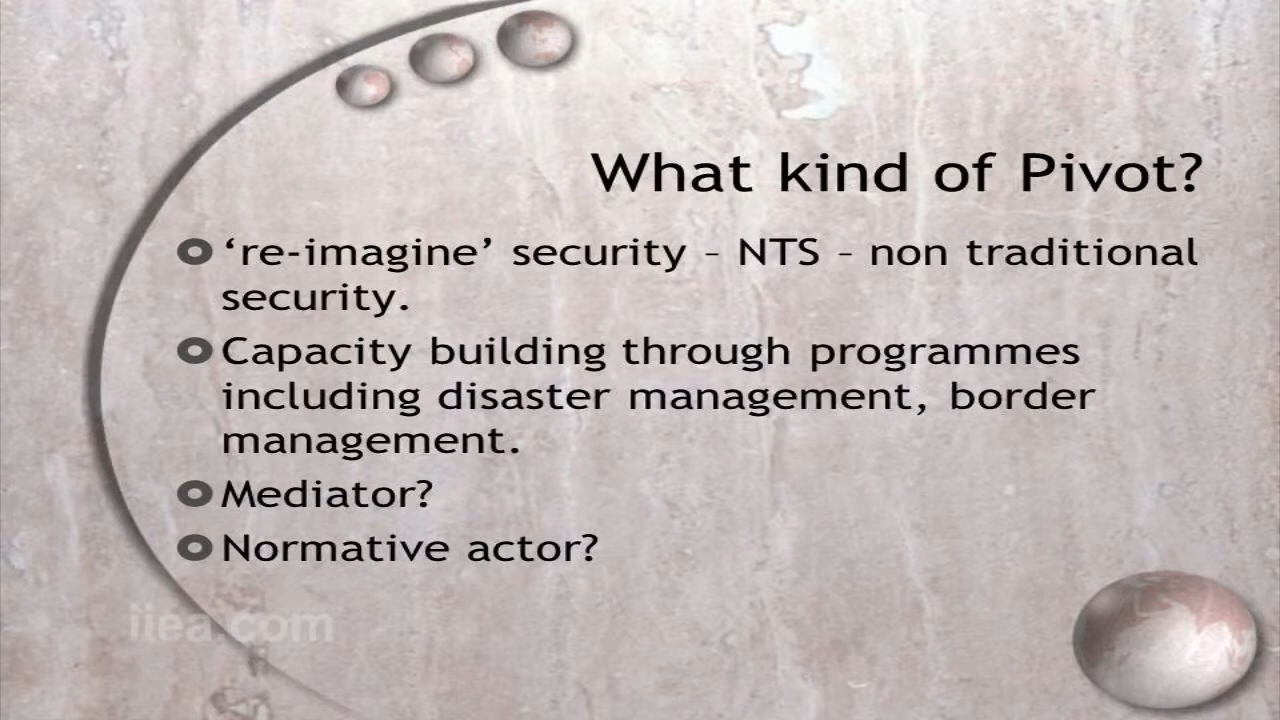 What kind of Pivot?
‘re-imagine’ security – NTS – non traditional
security.
Capacity building through programmes
including disaster management, border
management.
Mediator?
Normative actor?
iiea.com